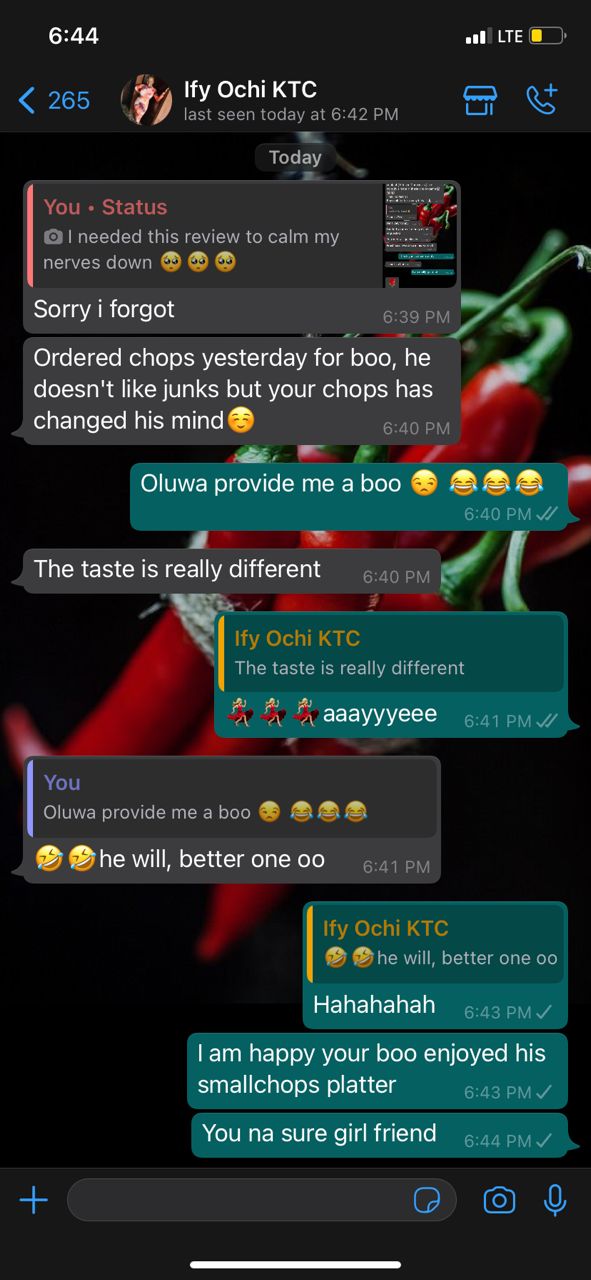 6:44
LTE
265
Ify Ochi KTC
last seen today at 6:42 PM
Today
You • Status
📷 I needed this review to calm my
nerves down 🥺 🥺 🥺
Sorry i forgot
6:39 PM
Ordered chops yesterday for boo, he
doesn't like junks but your chops has
changed his mind☺️
6:40 PM
Oluwa provide me a boo 😒 😂😂😂
6:40 PM
The taste is really different
6:40 PM
Ify Ochi KTC
The taste is really different
💃💃💃aaayyyeee
6:41 PM
You
Oluwa provide me a boo 😒 😂😂😂
🤣🤣he will, better one oo
6:41 PM
Ify Ochi KTC
🤣🤣he will, better one oo
Hahahahah
6:43 PM
I am happy your boo enjoyed his
smallchops platter
6:43 PM
You na sure girl friend
6:44 PM